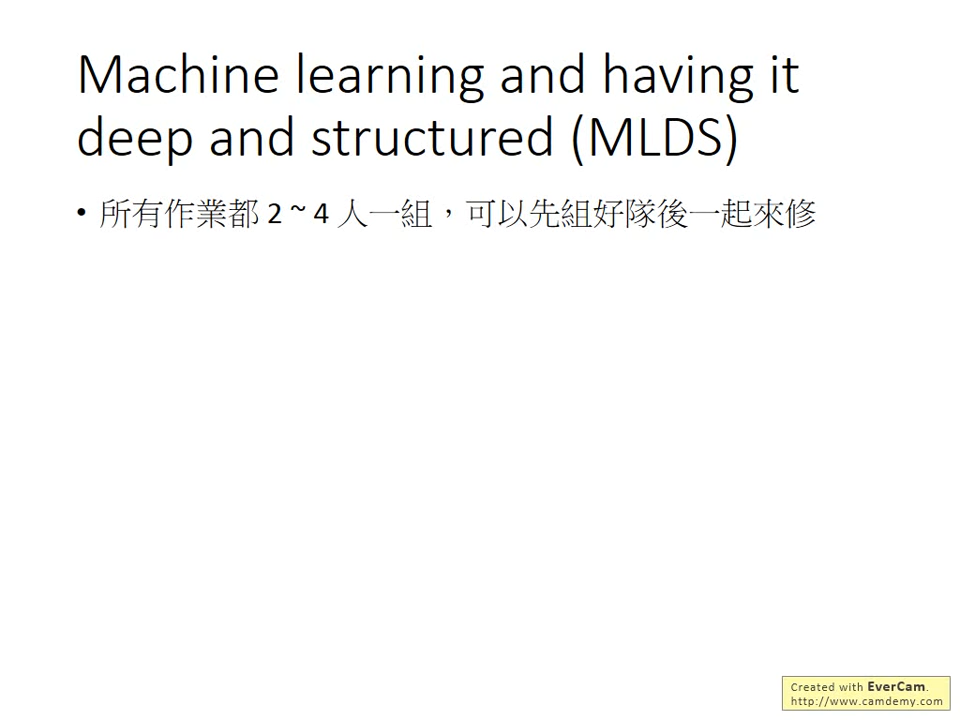 Machine learning and having it
deep and structured (MLDS)
• 所有作業都 2 ~ 4 人一組，可以先組好隊後一起來修
Created with EverCam.
http://www.camdemy.com